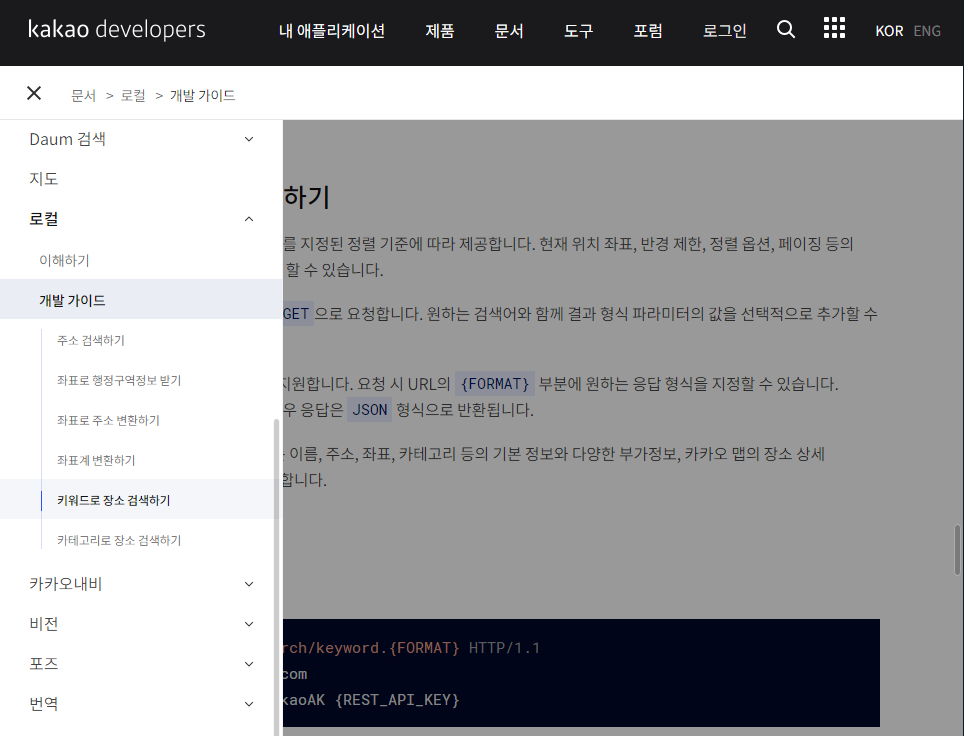 kakao developers 내 애플리케이션 제품 문서 도구 포럼 로그인 KOR ENG
문서 > 로컬 > 개발 가이드
Daum 검색
지도
로컬
이해하기
개발 가이드
주소 검색하기
좌표로 행정구역정보 받기
좌표로 주소 변환하기
좌표계 변환하기
키워드로 장소 검색하기
카테고리로 장소 검색하기
카카오내비
비전
포즈
번역
하기
를 지정된 정렬 기준에 따라 제공합니다. 현재 위치 좌표, 반경 제한, 정렬 옵션, 페이징 등의
할 수 있습니다.
GET 으로 요청합니다. 원하는 검색어와 함께 결과 형식 파라미터의 값을 선택적으로 추가할 수
지원합니다. 요청 시 URL의 {FORMAT} 부분에 원하는 응답 형식을 지정할 수 있습니다.
우 응답은 JSON 형식으로 반환됩니다.
이름, 주소, 좌표, 카테고리 등의 기본 정보와 다양한 부가정보, 카카오 맵의 장소 상세
합니다.
rch/keyword.{FORMAT} HTTP/1.1
com
kaoAK {REST_API_KEY}